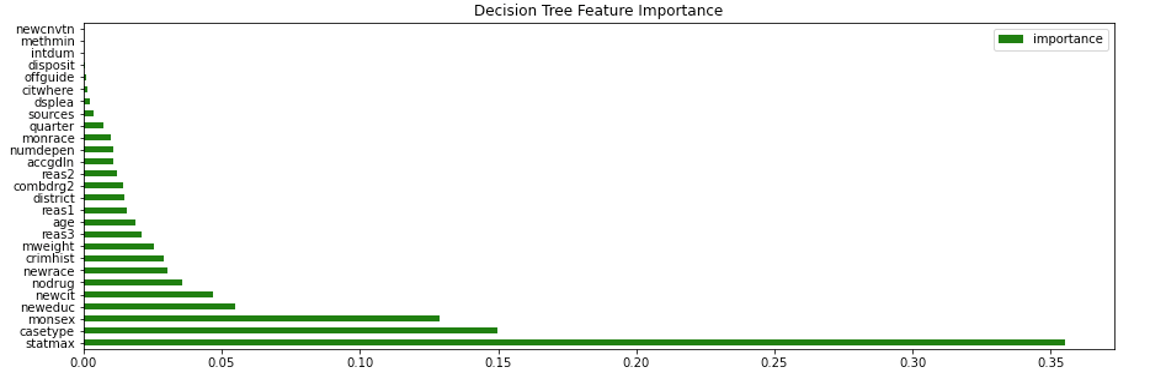 Decision Tree Feature Importance
importance
newcnvtn
methmin
intdum
disposit
offguide
citwhere
dsplea
sources
quarter
monrace
numdepen
accgdln
reas2
combdrg2
district
reas1
age
reas3
mweight
crimhist
newrace
nodrug
newcit
neweduc
monsex
casetype
statmax
0.00 0.05 0.10 0.15 0.20 0.25 0.30 0.35